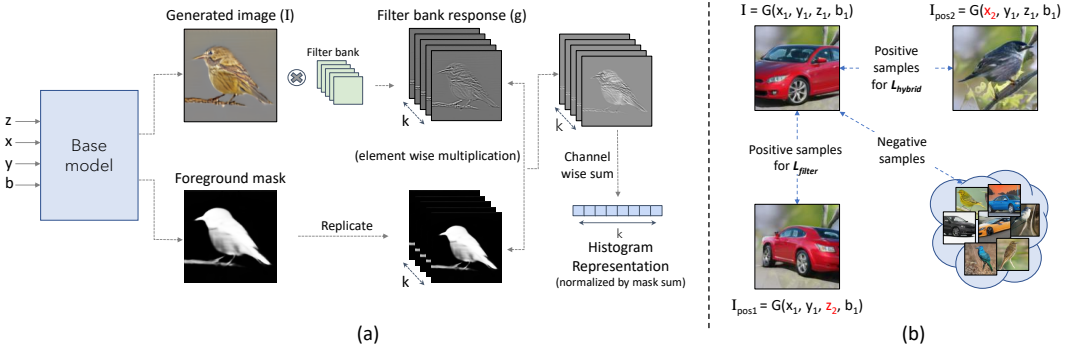 Generated image (I)
Filter bank response (g)
Filter bank
k
k
z
x
y
b
Base
model
(element wise multiplication)
Channel
wise sum
Foreground mask
Replicate
k
k
Histogram
Representation
(normalized by mask sum)
(a)
I = G(x₁, y₁, z₁, b₁)
Iₚₒₛ₂ = G(x₂, y₁, z₁, b₁)
Positive
samples
for L_hybrid
Positive samples
for L_filter
Negative
samples
Iₚₒₛ₁ = G(x₁, y₁, z₂, b₁)
(b)